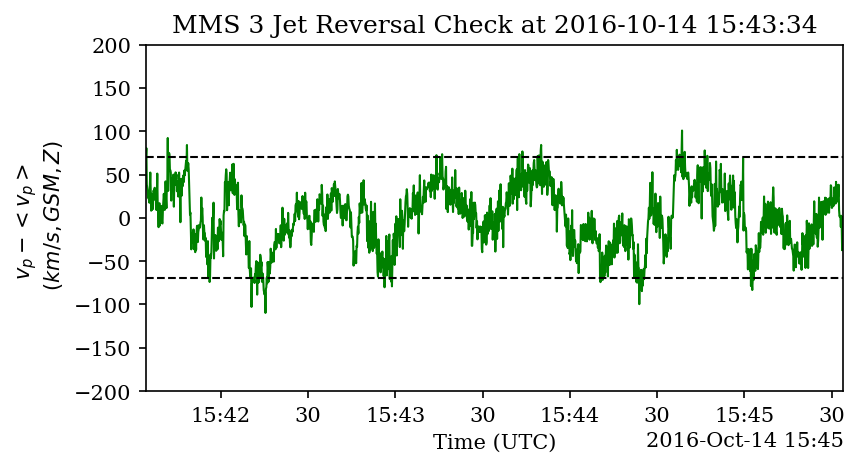 MMS 3 Jet Reversal Check at 2016-10-14 15:43:34
200
150
100
50
0
−50
−100
−150
−200
v_p − < v_p >
(km/s, GSM, Z)
15:42 30 15:43 30 15:44 30 15:45 30
Time (UTC)
2016-Oct-14 15:45